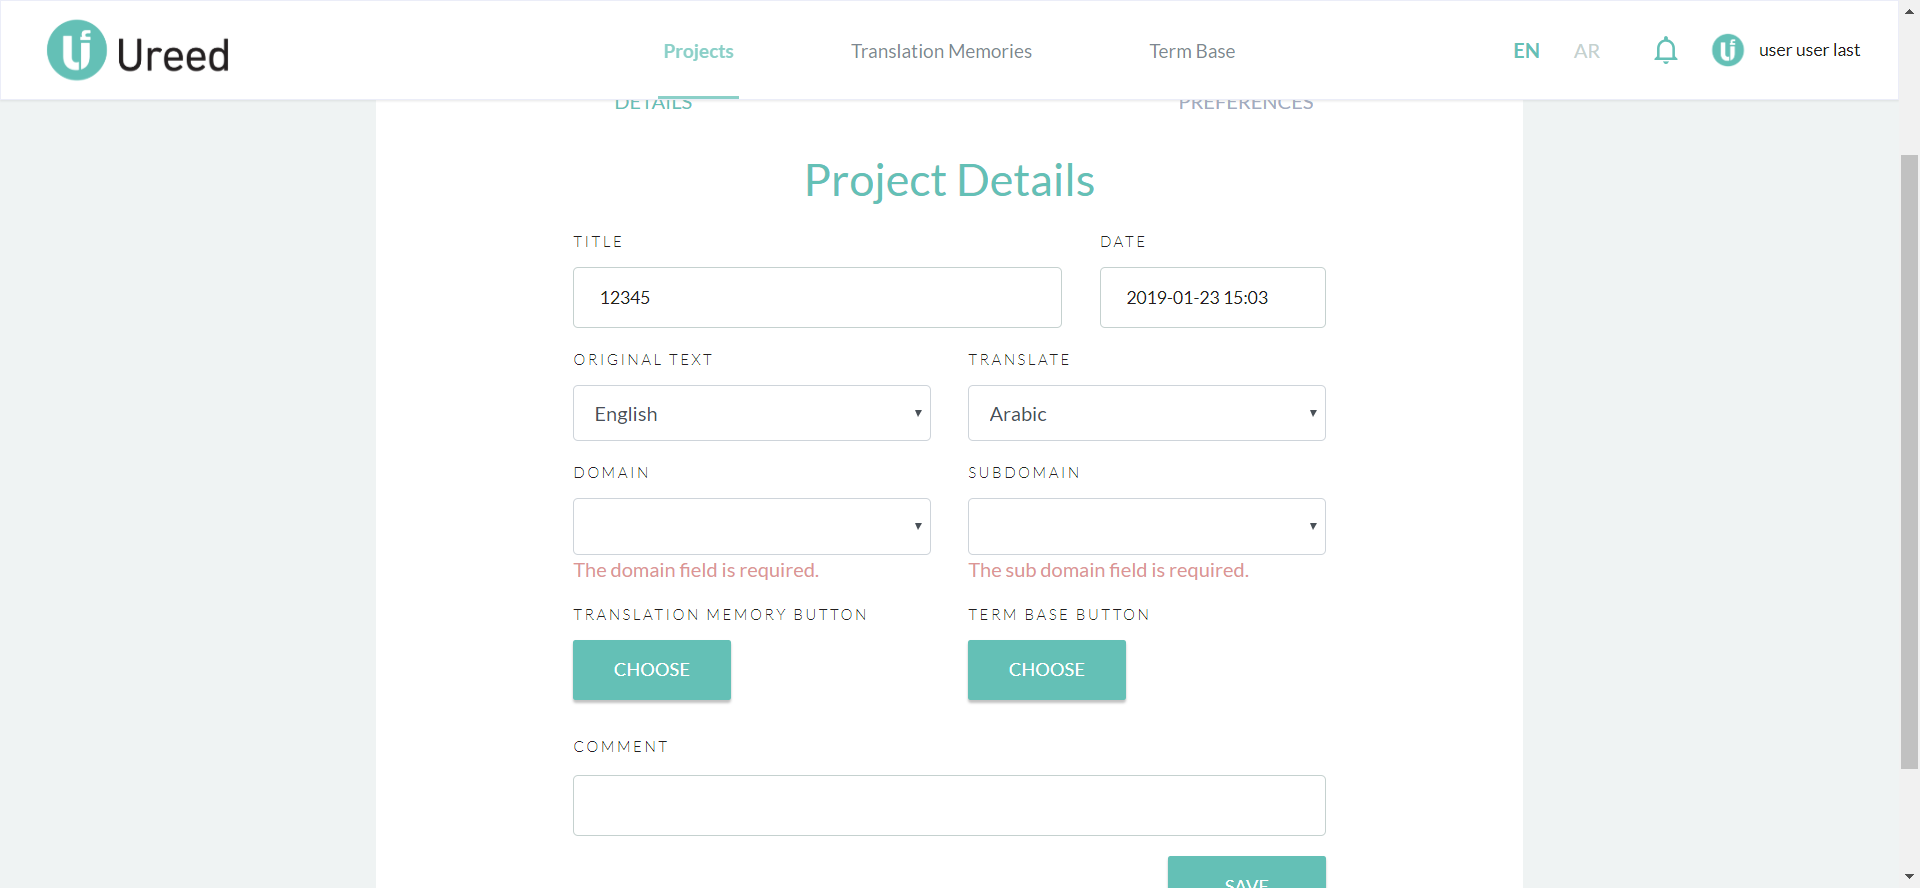 Ureed
Projects
Translation Memories
Term Base
EN
AR
user user last
DETAILS
PREFERENCES
Project Details
TITLE
DATE
12345
2019-01-23 15:03
ORIGINAL TEXT
TRANSLATE
English
Arabic
DOMAIN
SUBDOMAIN
The domain field is required.
The sub domain field is required.
TRANSLATION MEMORY BUTTON
TERM BASE BUTTON
CHOOSE
CHOOSE
COMMENT
SAVE